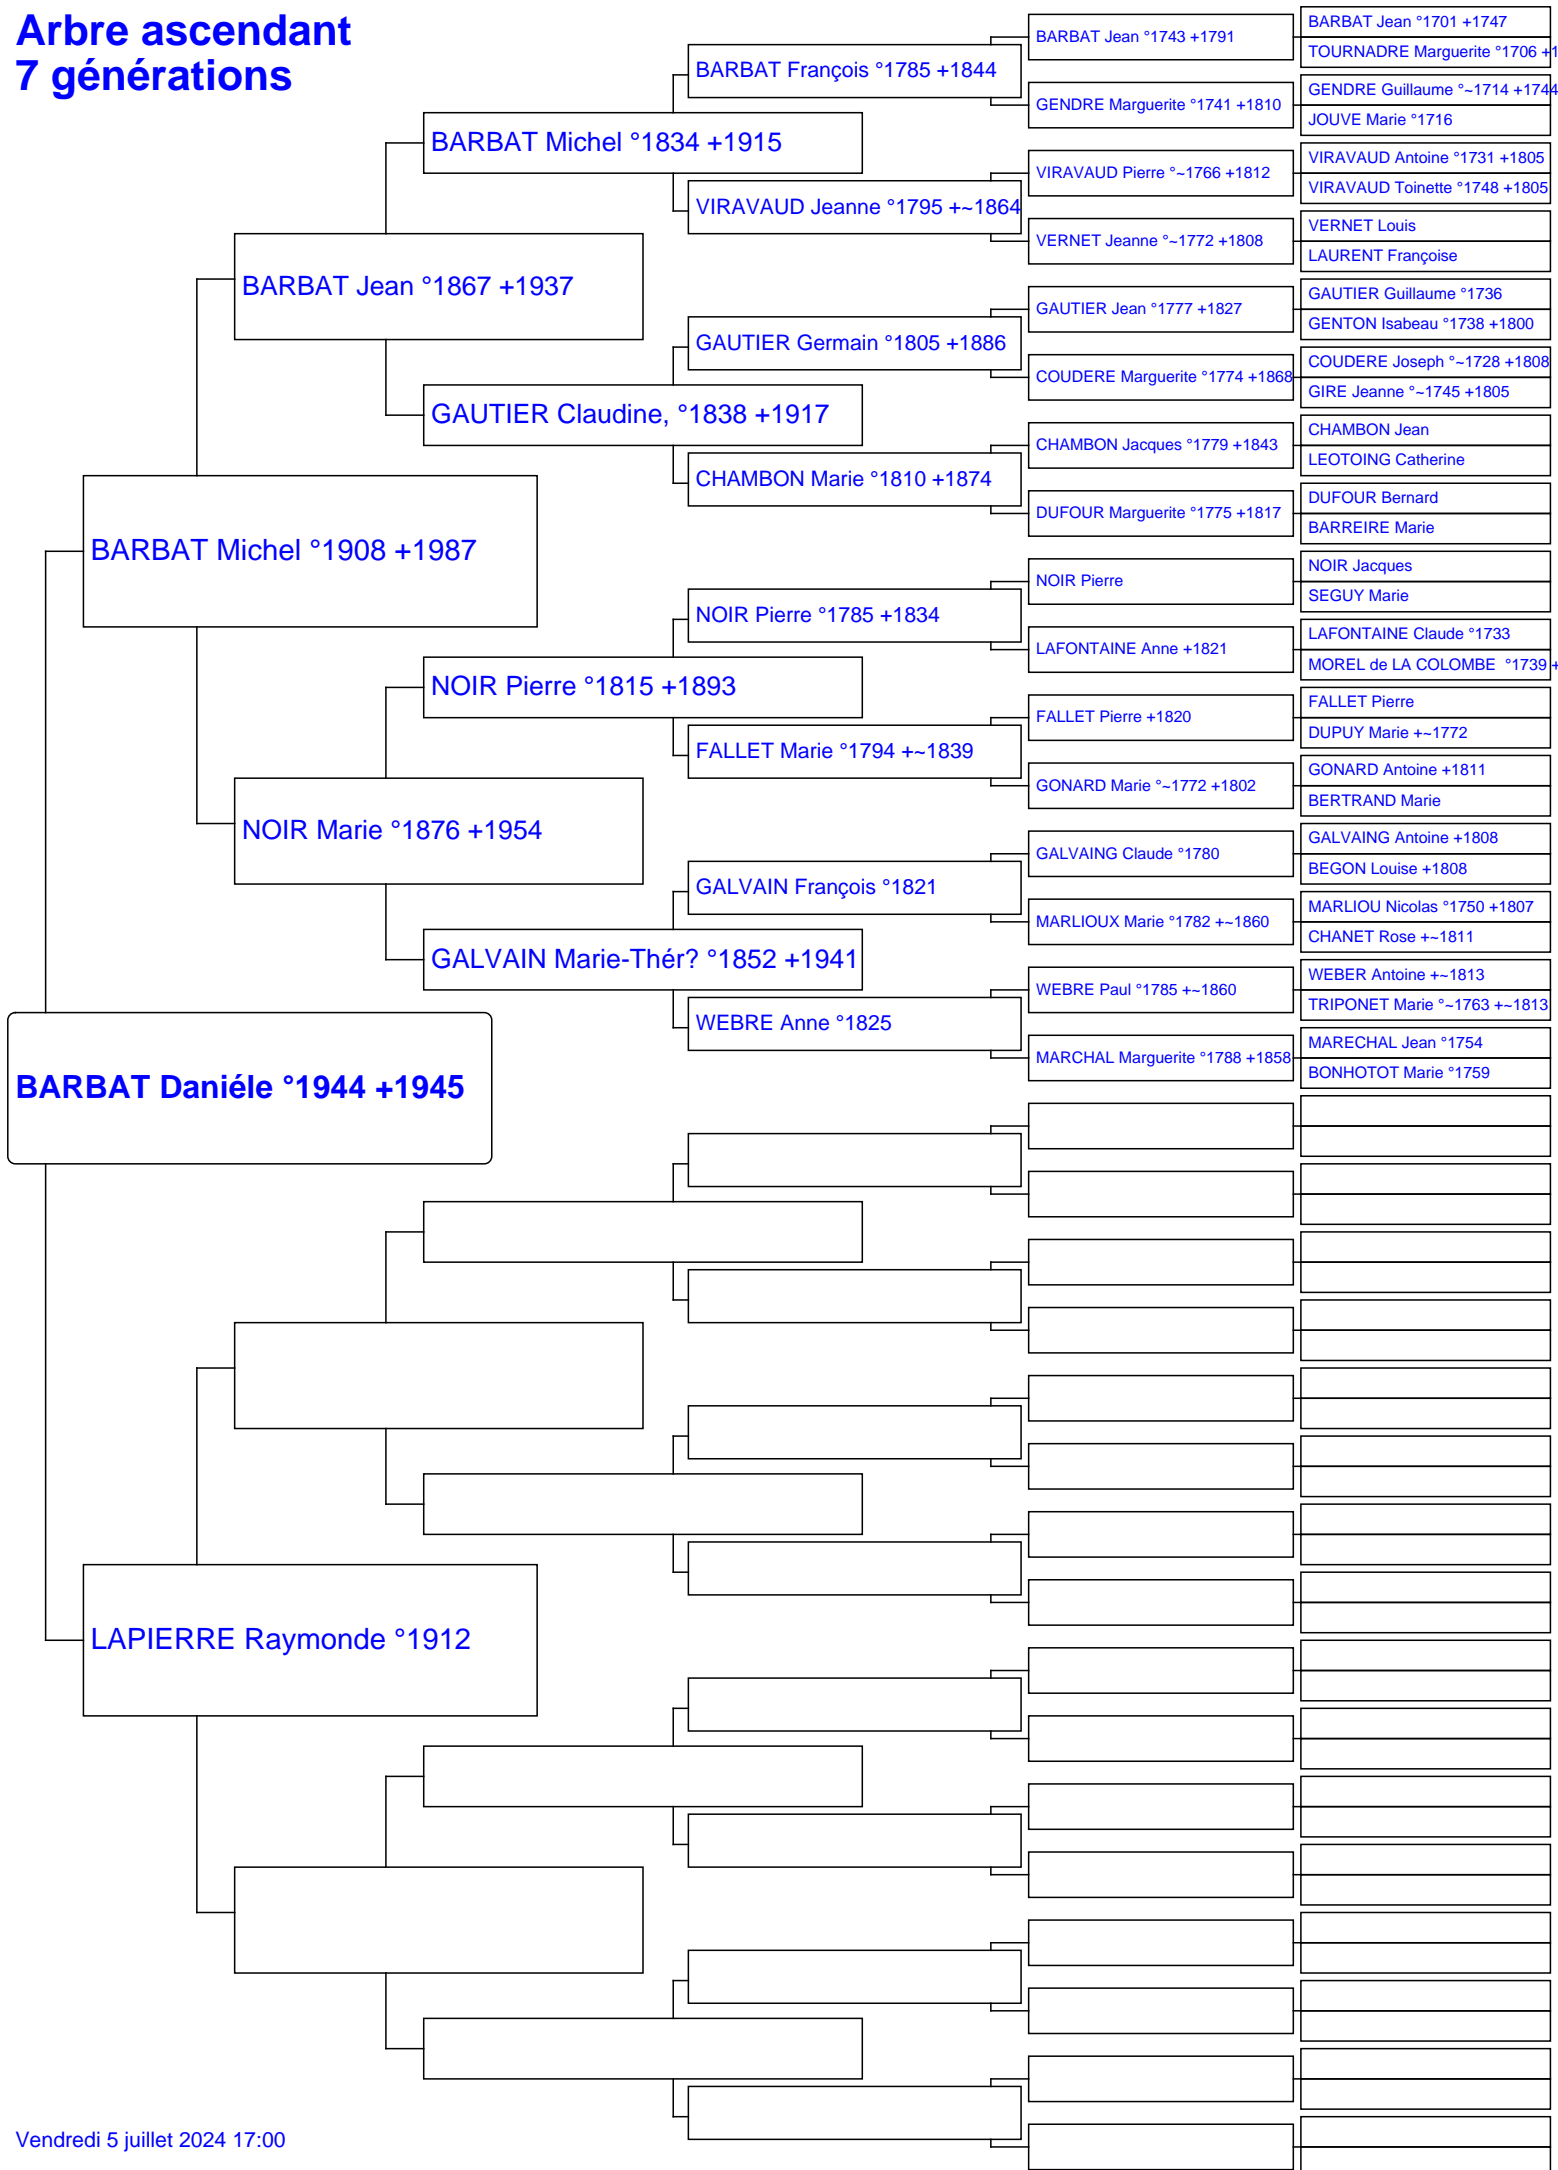 Arbre ascendant
7 générations
BARBAT Daniéle °1944 +1945
BARBAT Michel °1908 +1987
LAPIERRE Raymonde °1912
BARBAT Jean °1867 +1937
NOIR Marie °1876 +1954
BARBAT Michel °1834 +1915
GAUTIER Claudine, °1838 +1917
NOIR Pierre °1815 +1893
GALVAIN Marie-Thér? °1852 +1941
BARBAT François °1785 +1844
VIRAVAUD Jeanne °1795 +~1864
GAUTIER Germain °1805 +1886
CHAMBON Marie °1810 +1874
NOIR Pierre °1785 +1834
FALLET Marie °1794 +~1839
GALVAIN François °1821
WEBRE Anne °1825
BARBAT Jean °1743 +1791
GENDRE Marguerite °1741 +1810
VIRAVAUD Pierre °~1766 +1812
VERNET Jeanne °~1772 +1808
GAUTIER Jean °1777 +1827
COUDERE Marguerite °1774 +1868
CHAMBON Jacques °1779 +1843
DUFOUR Marguerite °1775 +1817
NOIR Pierre
LAFONTAINE Anne +1821
FALLET Pierre +1820
GONARD Marie °~1772 +1802
GALVAING Claude °1780
MARLIOUX Marie °1782 +~1860
WEBRE Paul °1785 +~1860
MARCHAL Marguerite °1788 +1858
BARBAT Jean °1701 +1747
TOURNADRE Marguerite °1706 +1
GENDRE Guillaume °~1714 +1744
JOUVE Marie °1716
VIRAVAUD Antoine °1731 +1805
VIRAVAUD Toinette °1748 +1805
VERNET Louis
LAURENT Françoise
GAUTIER Guillaume °1736
GENTON Isabeau °1738 +1800
COUDERE Joseph °~1728 +1808
GIRE Jeanne °~1745 +1805
CHAMBON Jean
LEOTOING Catherine
DUFOUR Bernard
BARREIRE Marie
NOIR Jacques
SEGUY Marie
LAFONTAINE Claude °1733
MOREL de LA COLOMBE °1739 +
FALLET Pierre
DUPUY Marie +~1772
GONARD Antoine +1811
BERTRAND Marie
GALVAING Antoine +1808
BEGON Louise +1808
MARLIOU Nicolas °1750 +1807
CHANET Rose +~1811
WEBER Antoine +~1813
TRIPONET Marie °~1763 +~1813
MARECHAL Jean °1754
BONHOTOT Marie °1759
Vendredi 5 juillet 2024 17:00